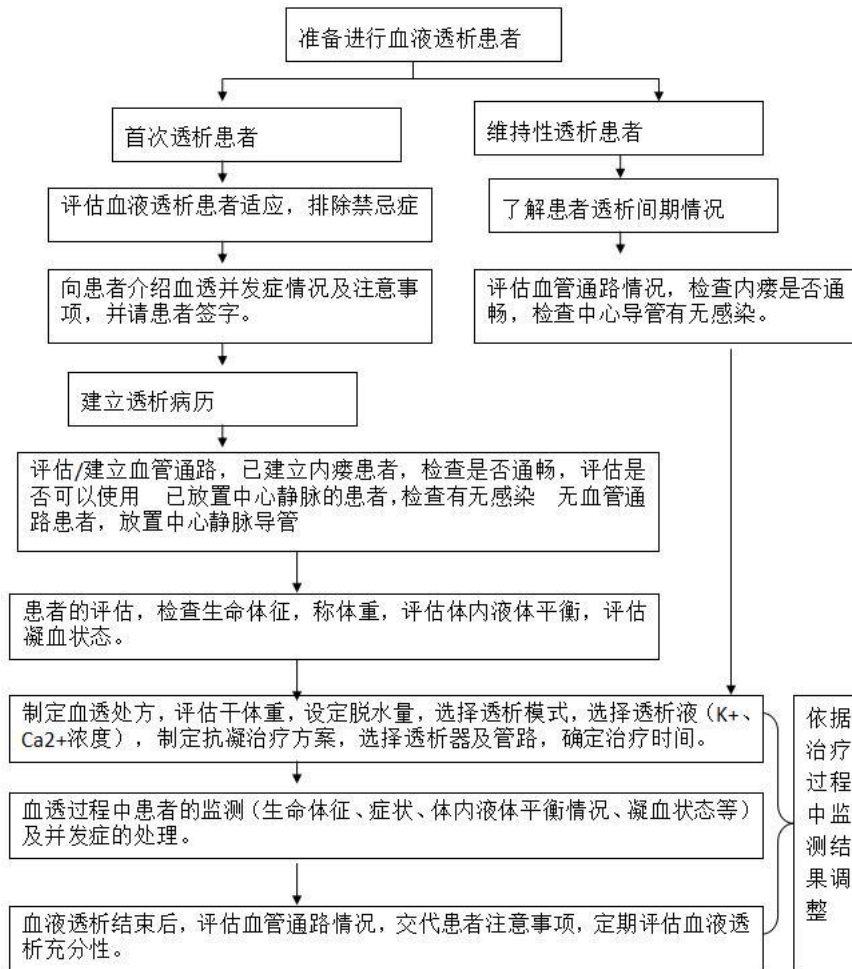 准备进行血液透析患者
首次透析患者
维持性透析患者
评估血液透析患者适应，排除禁忌症
了解患者透析间期情况
向患者介绍血透并发症情况及注意事
项，并请患者签字。
评估血管通路情况，检查内瘘是否通
畅，检查中心导管有无感染。
建立透析病历
评估/建立血管通路，已建立内瘘患者，检查是否通畅，评估是
否可以使用　已放置中心静脉的患者，检查有无感染　无血管通
路患者，放置中心静脉导管
患者的评估，检查生命体征，称体重，评估体内液体平衡，评估
凝血状态。
制定血透处方，评估干体重，设定脱水量，选择透析模式，选择透析液（K+、
Ca2+浓度），制定抗凝治疗方案，选择透析器及管路，确定治疗时间。
血透过程中患者的监测（生命体征、症状、体内液体平衡情况、凝血状态等）
及并发症的处理。
血液透析结束后，评估血管通路情况，交代患者注意事项，定期评估血液透
析充分性。
依据
治疗
过程
中监
测结
果调
整